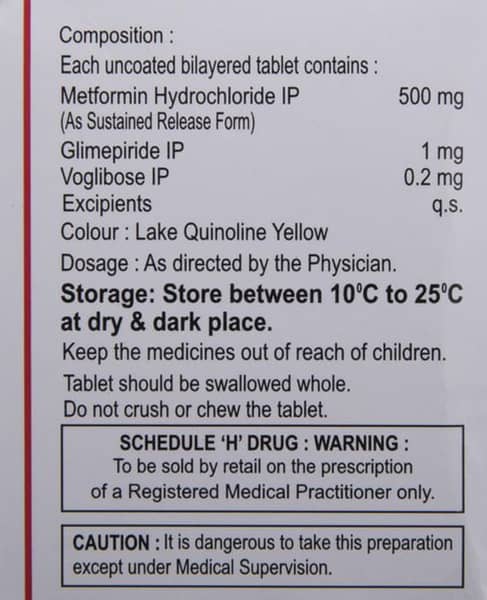 Composition :
Each uncoated bilayered tablet contains :
Metformin Hydrochloride IP 500 mg
(As Sustained Release Form)
Glimepiride IP 1 mg
Voglibose IP 0.2 mg
Excipients q.s.
Colour : Lake Quinoline Yellow
Dosage : As directed by the Physician.
Storage: Store between 10⁰C to 25⁰C
at dry & dark place.
Keep the medicines out of reach of children.
Tablet should be swallowed whole.
Do not crush or chew the tablet.
SCHEDULE ‘H’ DRUG : WARNING :
To be sold by retail on the prescription
of a Registered Medical Practitioner only.
CAUTION : It is dangerous to take this preparation
except under Medical Supervision.